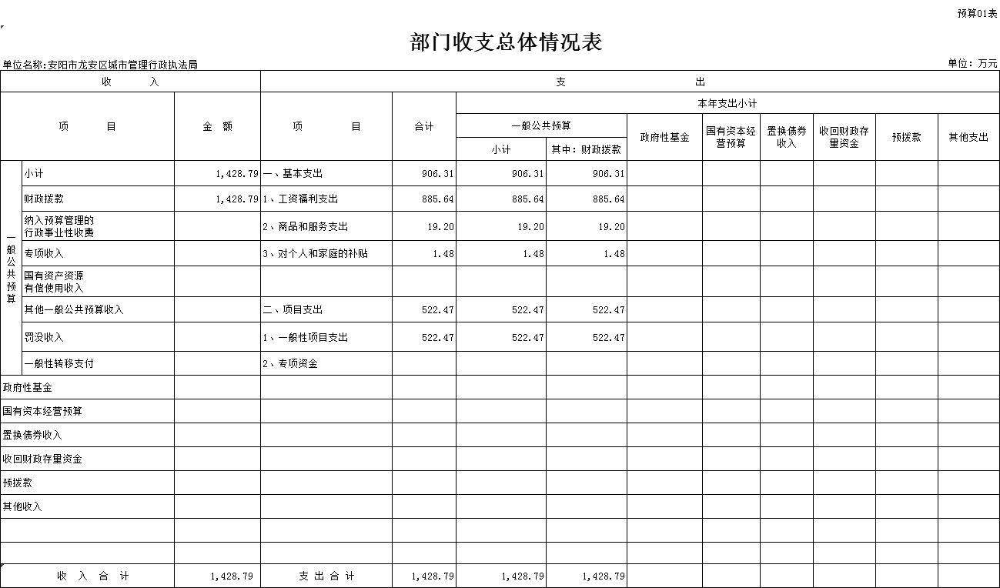 预算01表
部门收支总体情况表
单位名称:安阳市龙安区城市管理行政执法局 单位：万元
收 入 支 出
项 目 金 额 项 目 合计 本年支出小计
一般公共预算 政府性基金 国有资本经营预算 置换债券收入 收回财政存量资金 预拨款 其他支出
小计 其中：财政拨款
一般公共预算
小计 1,428.79 一、基本支出 906.31 906.31 906.31
财政拨款 1,428.79 1、工资福利支出 885.64 885.64 885.64
纳入预算管理的
行政事业性收费 2、商品和服务支出 19.20 19.20 19.20
专项收入 3、对个人和家庭的补贴 1.48 1.48 1.48
国有资产资源
有偿使用收入
其他一般公共预算收入 二、项目支出 522.47 522.47 522.47
罚没收入 1、一般性项目支出 522.47 522.47 522.47
一般性转移支付 2、专项资金
政府性基金
国有资本经营预算
置换债券收入
收回财政存量资金
预拨款
其他收入
收 入 合 计 1,428.79 支 出 合 计 1,428.79 1,428.79 1,428.79